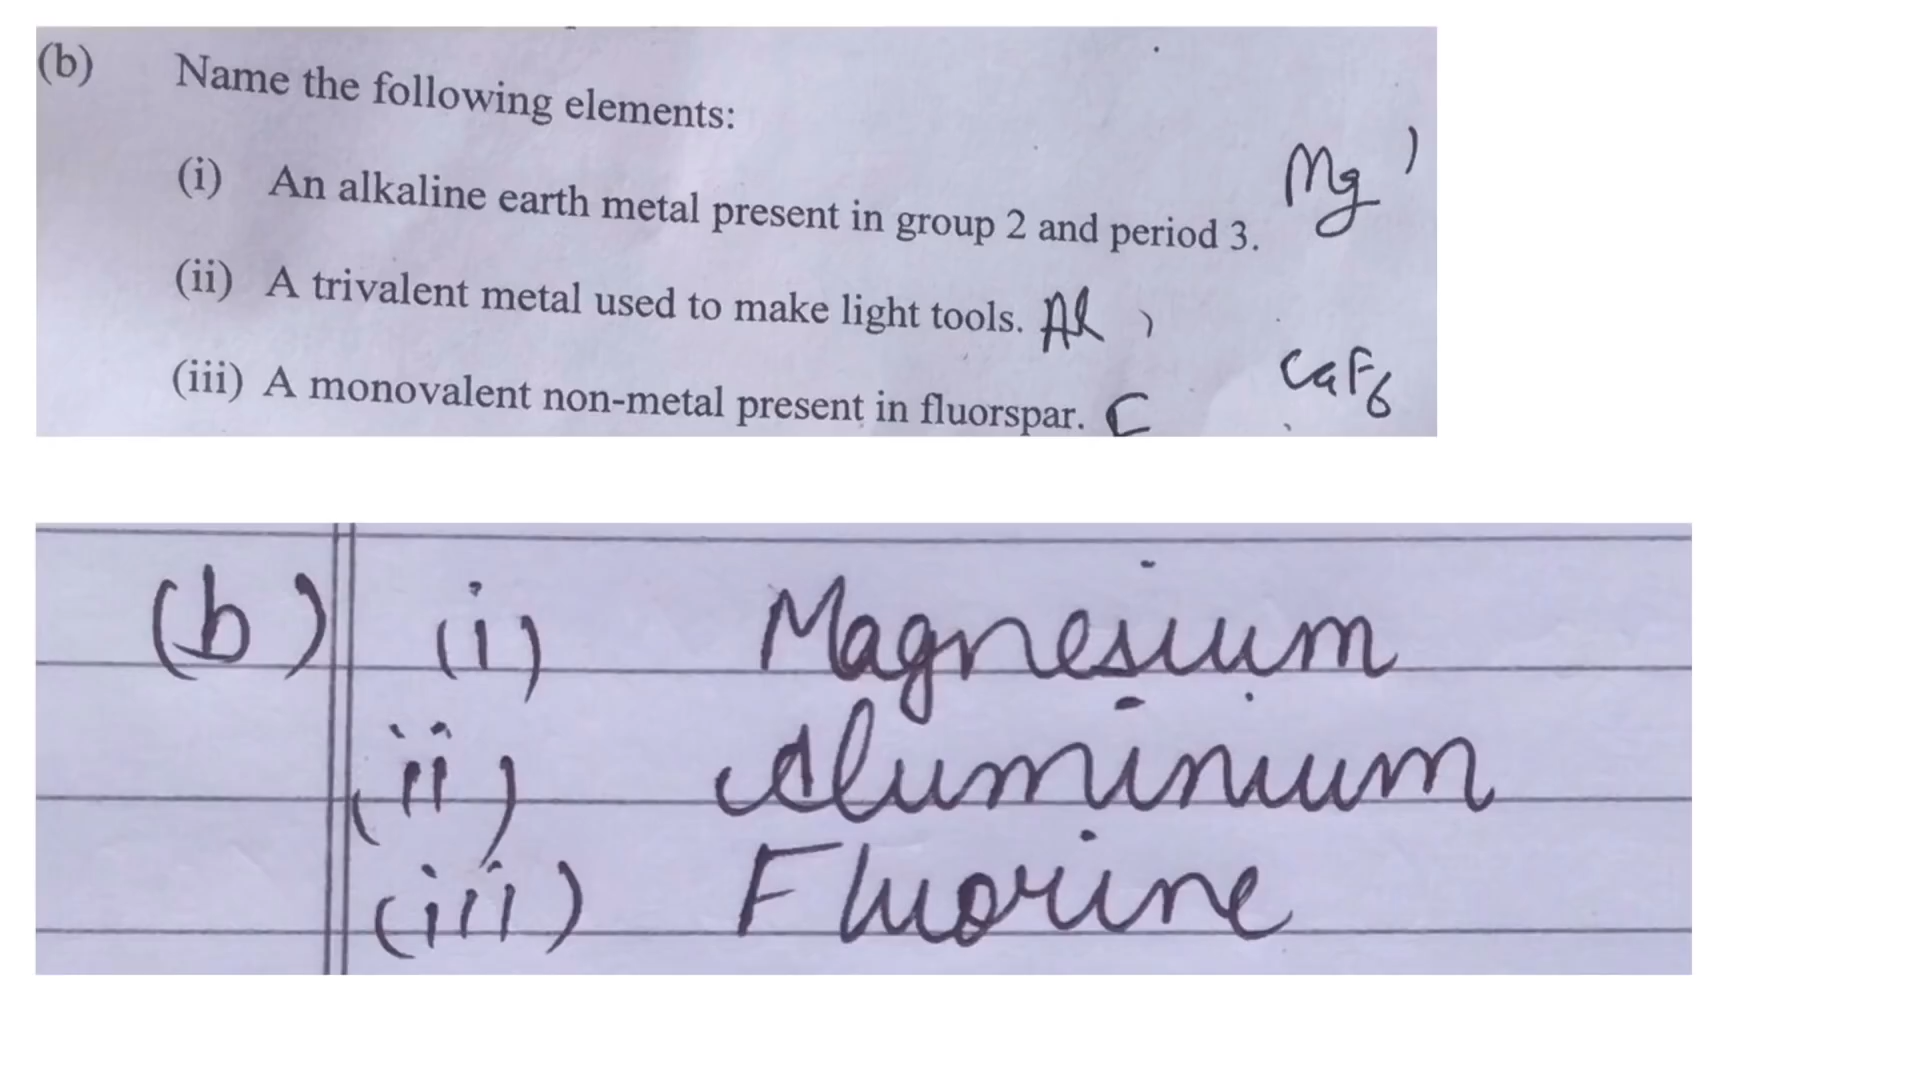 (b) Name the following elements:
(i) An alkaline earth metal present in group 2 and period 3. Mg
(ii) A trivalent metal used to make light tools. Al ,
(iii) A monovalent non-metal present in fluorspar. C CaF6
(b) (i) Magnesium
(ii) Aluminium
(iii) Fluorine